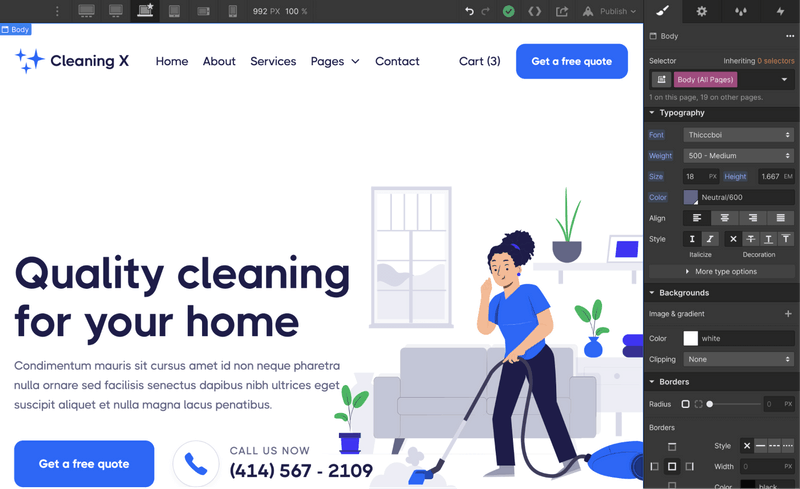 992 PX 100 %
Publish
Body
Cleaning X
Home
About
Services
Pages
Contact
Cart (3)
Get a free quote
Quality cleaning
for your home
Condimentum mauris sit cursus amet id non neque pharetra
nulla ornare sed facilisis senectus dapibus nibh ultrices eget
suscipit aliquet et nulla magna lacus penatibus.
Get a free quote
CALL US NOW
(414) 567 - 2109
Body
Selector
Inheriting 0 selectors
Body (All Pages)
1 on this page, 19 on other pages.
Typography
Font
Thicccboi
Weight
500 - Medium
Size
18 PX
Height
1.667 EM
Color
Neutral/600
Align
Style
Italicize
Decoration
More type options
Backgrounds
Image & gradient
Color
white
Clipping
None
Borders
Radius
0 PX
Borders
Style
Width
0 PX
Color
black